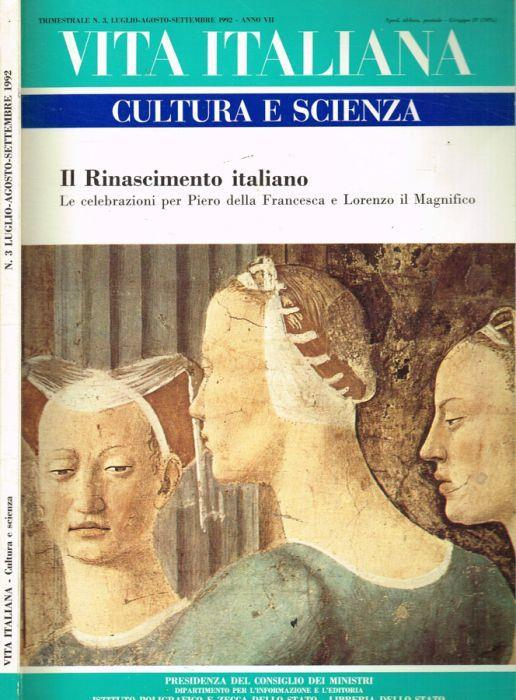 TRIMESTRALE N. 3, LUGLIO-AGOSTO-SETTEMBRE 1992 - ANNO VII
Sped. abbon. postale - Gruppo IV (70%)
VITA ITALIANA
CULTURA E SCIENZA
Il Rinascimento italiano
Le celebrazioni per Piero della Francesca e Lorenzo il Magnifico
PRESIDENZA DEL CONSIGLIO DEI MINISTRI
DIPARTIMENTO PER L'INFORMAZIONE E L'EDITORIA
ISTITUTO POLIGRAFICO E ZECCA DELLO STATO - LIBRERIA DELLO STATO
N. 3 LUGLIO-AGOSTO-SETTEMBRE 1992
VITA ITALIANA - Cultura e scienza